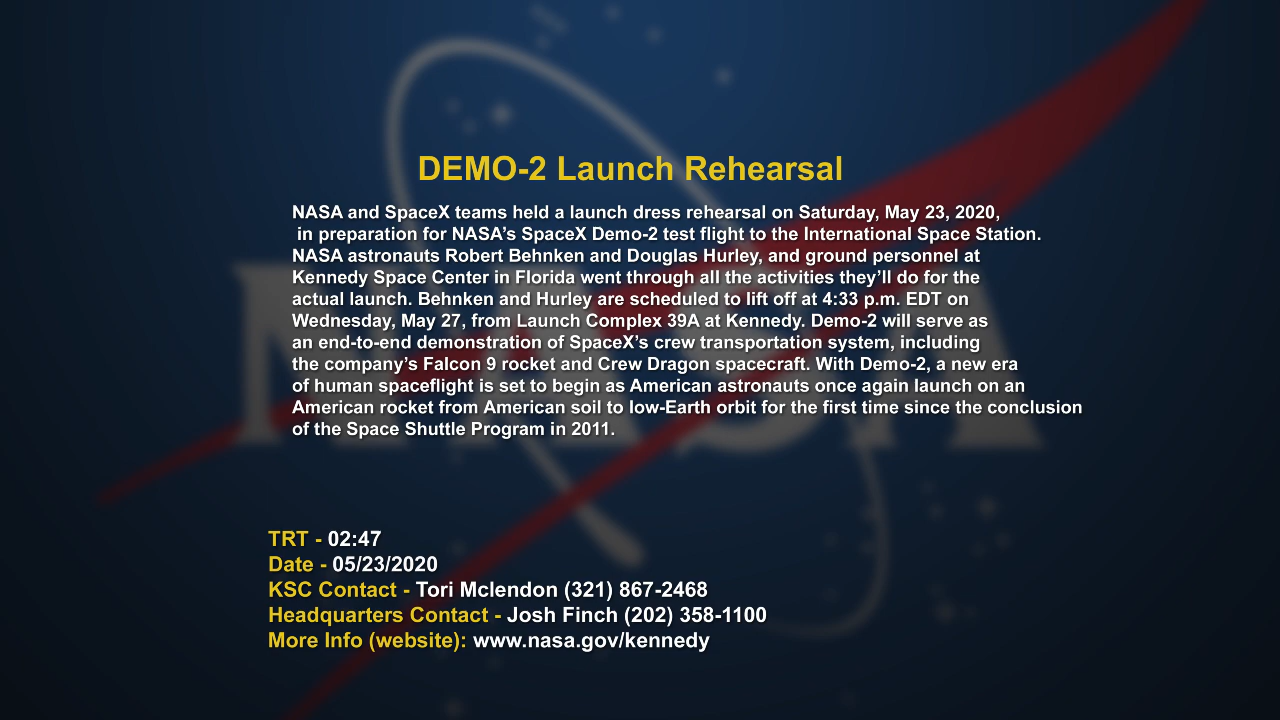 DEMO-2 Launch Rehearsal
NASA and SpaceX teams held a launch dress rehearsal on Saturday, May 23, 2020,
in preparation for NASA’s SpaceX Demo-2 test flight to the International Space Station.
NASA astronauts Robert Behnken and Douglas Hurley, and ground personnel at
Kennedy Space Center in Florida went through all the activities they’ll do for the
actual launch. Behnken and Hurley are scheduled to lift off at 4:33 p.m. EDT on
Wednesday, May 27, from Launch Complex 39A at Kennedy. Demo-2 will serve as
an end-to-end demonstration of SpaceX’s crew transportation system, including
the company’s Falcon 9 rocket and Crew Dragon spacecraft. With Demo-2, a new era
of human spaceflight is set to begin as American astronauts once again launch on an
American rocket from American soil to low-Earth orbit for the first time since the conclusion
of the Space Shuttle Program in 2011.
NASA
TRT - 02:47
Date - 05/23/2020
KSC Contact - Tori Mclendon (321) 867-2468
Headquarters Contact - Josh Finch (202) 358-1100
More Info (website): www.nasa.gov/kennedy